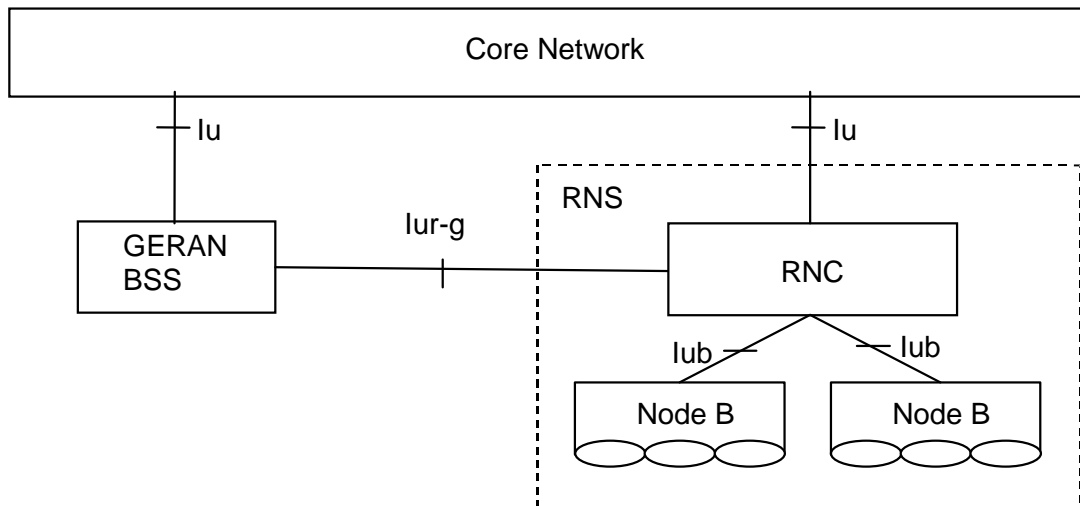 Core Network
Iu
Iu
RNS
Iur-g
GERAN
BSS
RNC
Iub
Iub
Node B
Node B